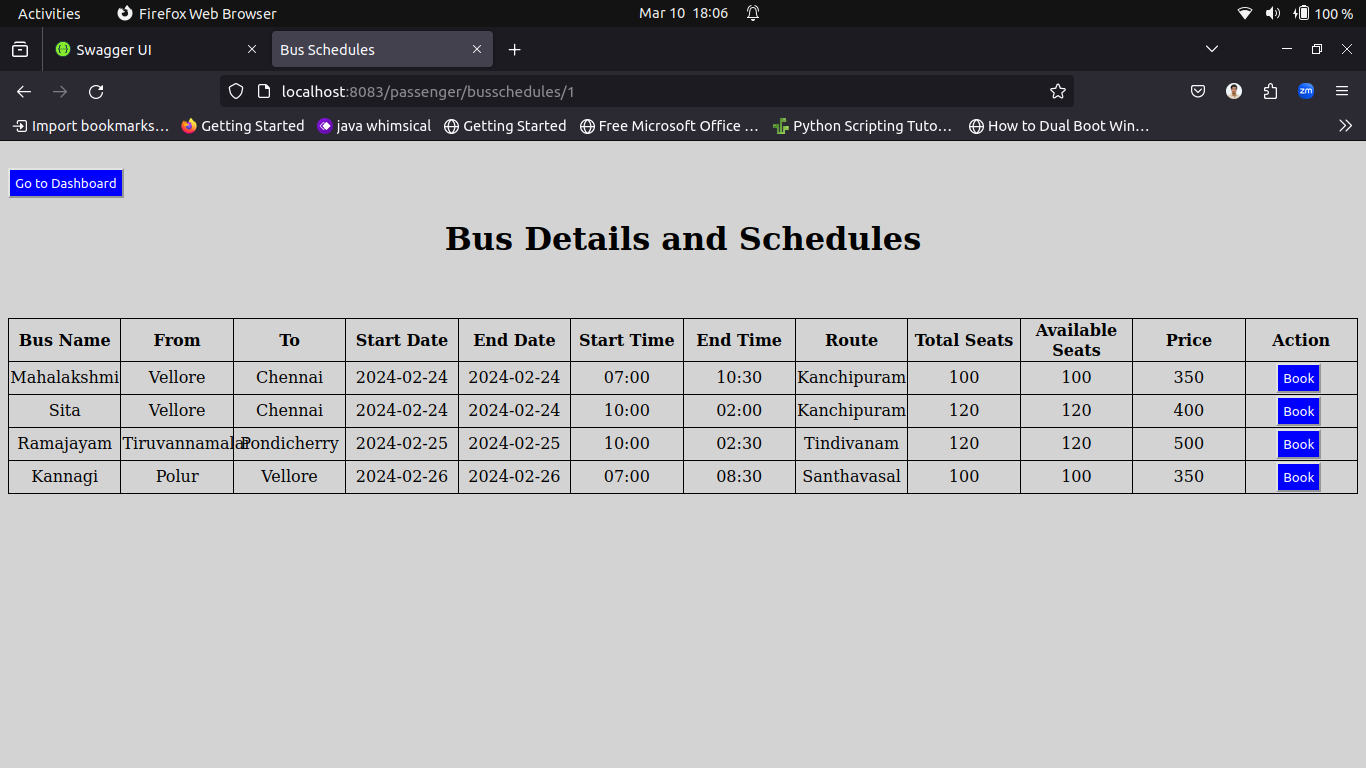 Activities Firefox Web Browser Mar 10 18:06 100 %
Swagger UI Bus Schedules
localhost:8083/passenger/busschedules/1 zm
Import bookmarks… Getting Started java whimsical Getting Started Free Microsoft Office … Python Scripting Tuto… How to Dual Boot Win…
Go to Dashboard
Bus Details and Schedules
Bus Name From To Start Date End Date Start Time End Time Route Total Seats Available Seats Price Action
Mahalakshmi Vellore Chennai 2024-02-24 2024-02-24 07:00 10:30 Kanchipuram 100 100 350 Book
Sita Vellore Chennai 2024-02-24 2024-02-24 10:00 02:00 Kanchipuram 120 120 400 Book
Ramajayam Tiruvannamalai Pondicherry 2024-02-25 2024-02-25 10:00 02:30 Tindivanam 120 120 500 Book
Kannagi Polur Vellore 2024-02-26 2024-02-26 07:00 08:30 Santhavasal 100 100 350 Book